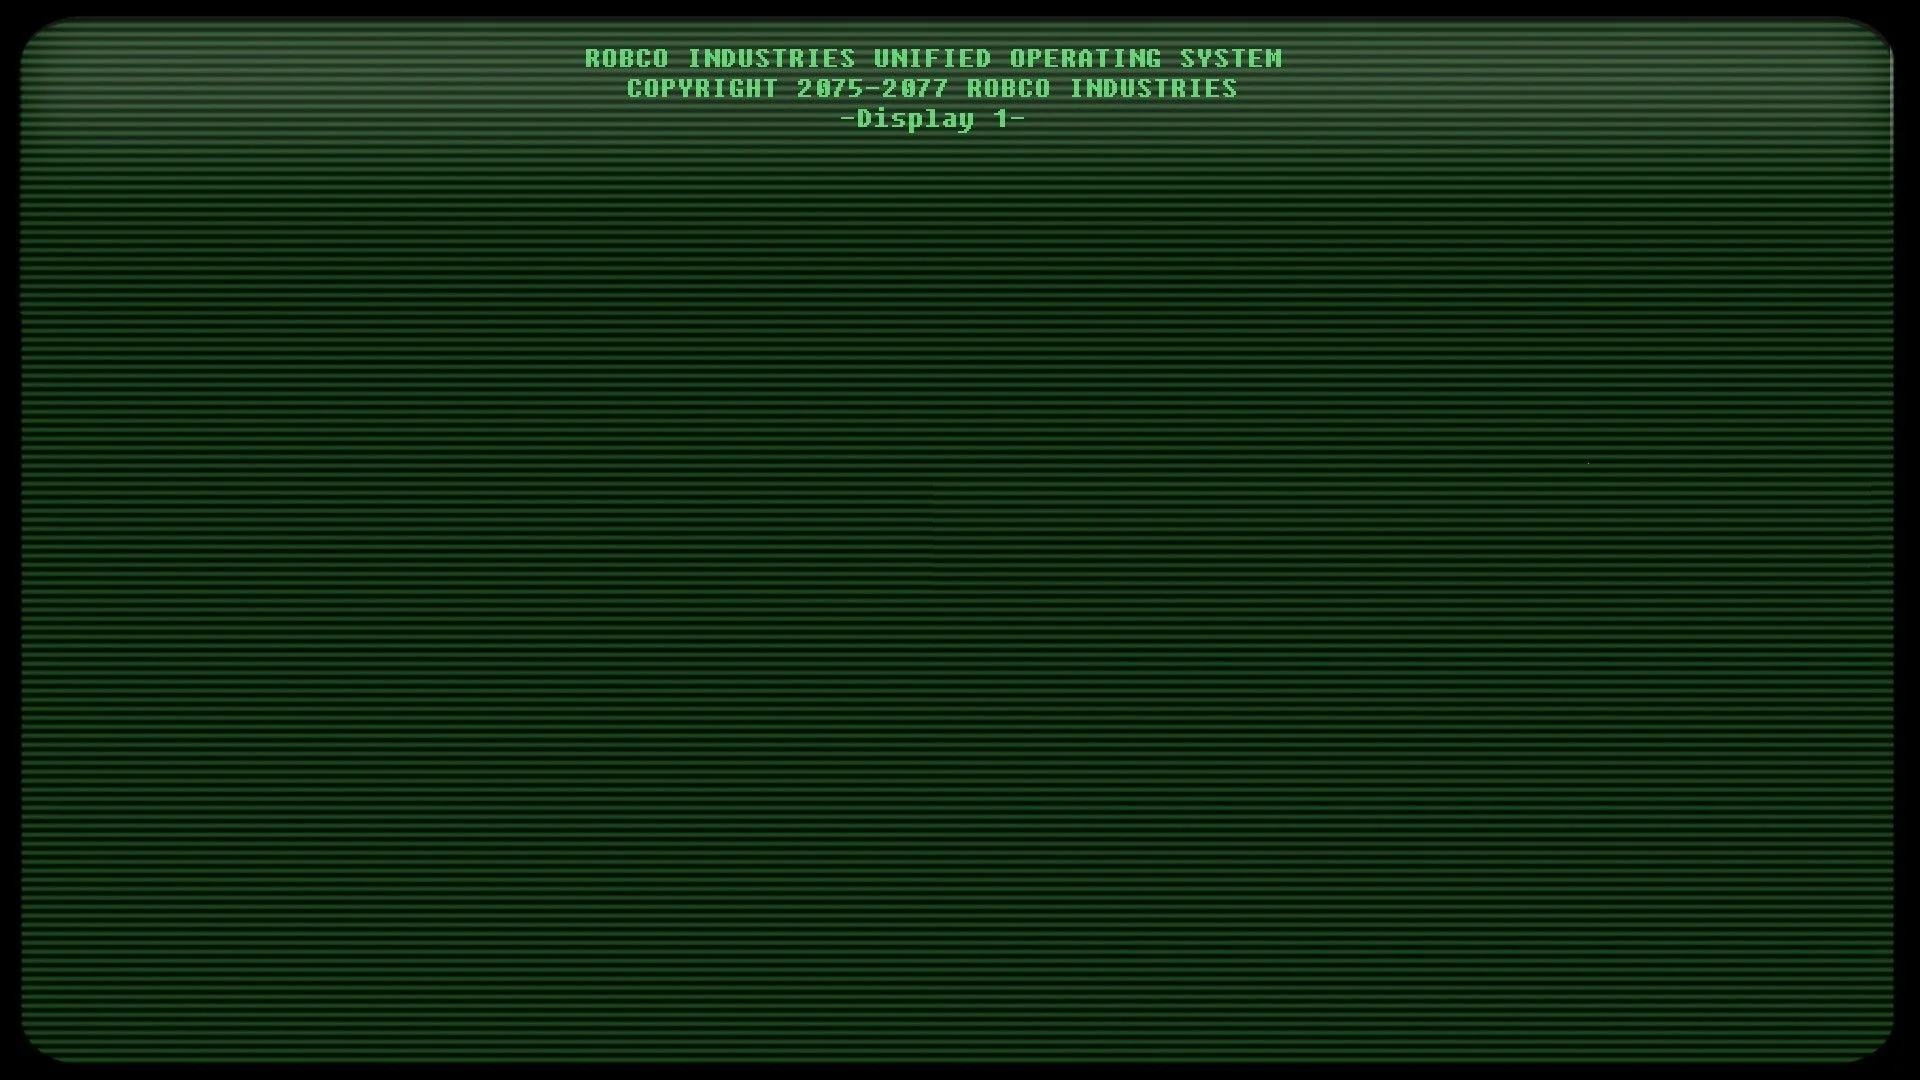 ROBCO INDUSTRIES UNIFIED OPERATING SYSTEM
COPYRIGHT 2075-2077 ROBCO INDUSTRIES
-Display 1-